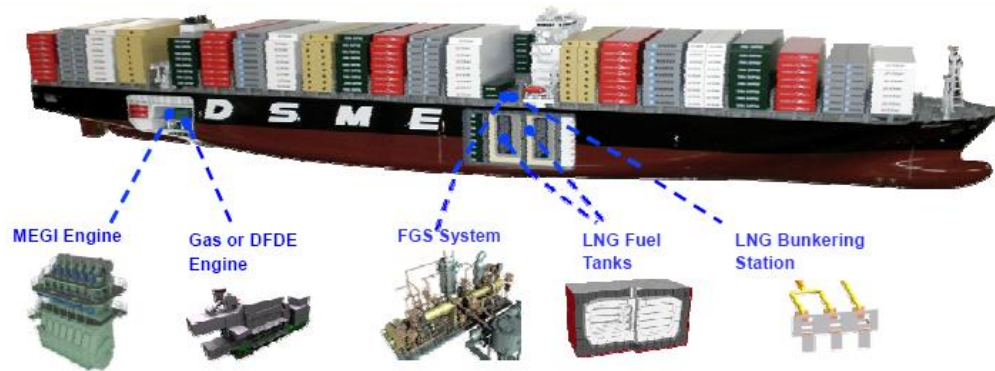 DSME
MEGI Engine
Gas or DFDE
Engine
FGS System
LNG Fuel
Tanks
LNG Bunkering
Station